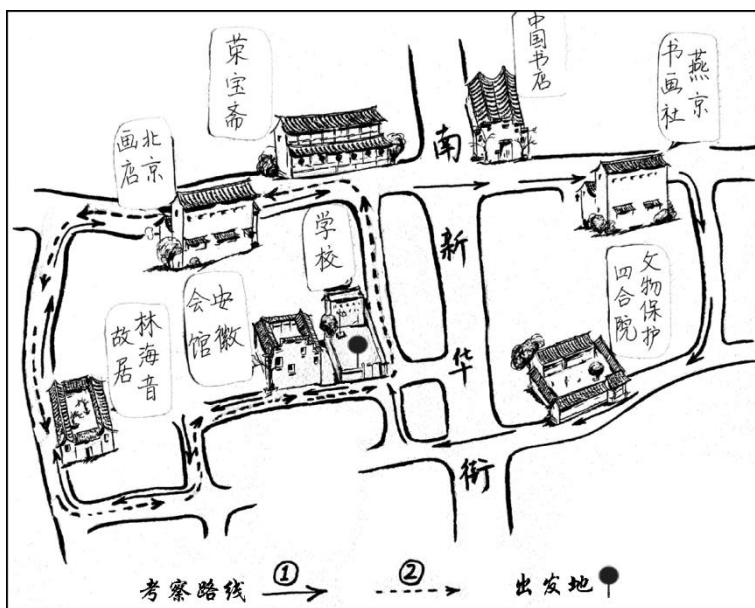 荣宝斋
中国书店
燕京
书画社
北京
画店
南新华街
学校
安徽
会馆
林海音
故居
文物保护
四合院
考察路线 ① ② 出发地